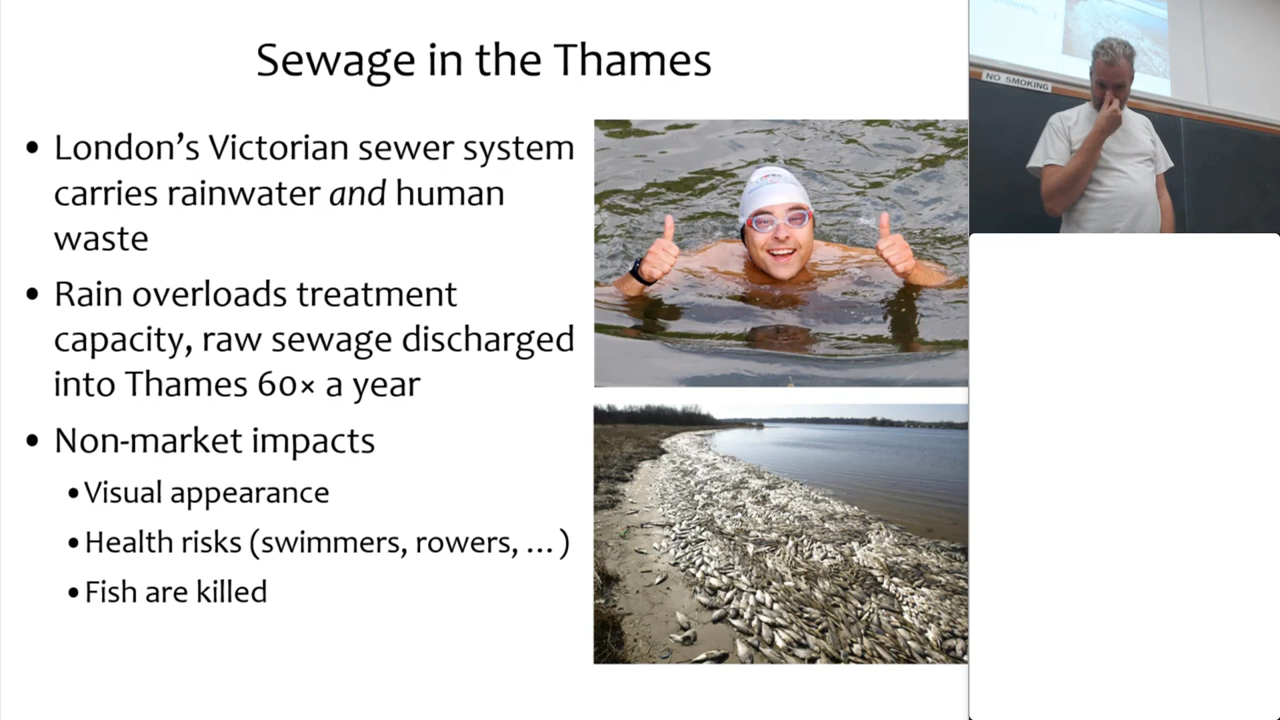 Sewage in the Thames
• London’s Victorian sewer system
carries rainwater and human
waste
• Rain overloads treatment
capacity, raw sewage discharged
into Thames 60× a year
• Non-market impacts
• Visual appearance
• Health risks (swimmers, rowers, … )
• Fish are killed
NO SMOKING